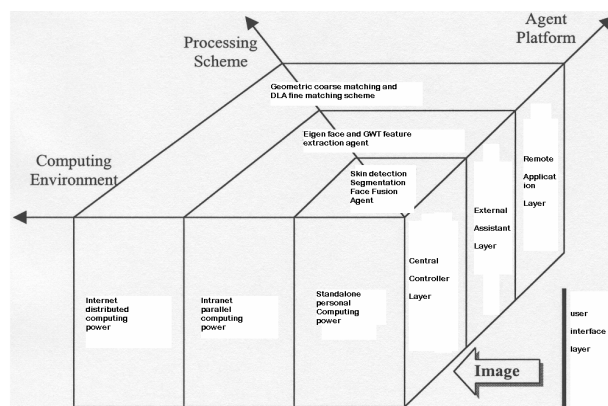 Agent
Platform
Processing
Scheme
Geometric coarse matching and
DLA fine matching scheme
Eigen face and GWT feature
extraction agent
Computing
Environment
Skin detection
Segmentation
Face Fusion
Agent
Remote
Applicat
ion
Layer
External
Assistant
Layer
Central
Controller
Layer
Internet
distributed
computing
power
Intranet
parallel
computing
power
Standalone
personal
Computing
power
user
interface
layer
Image